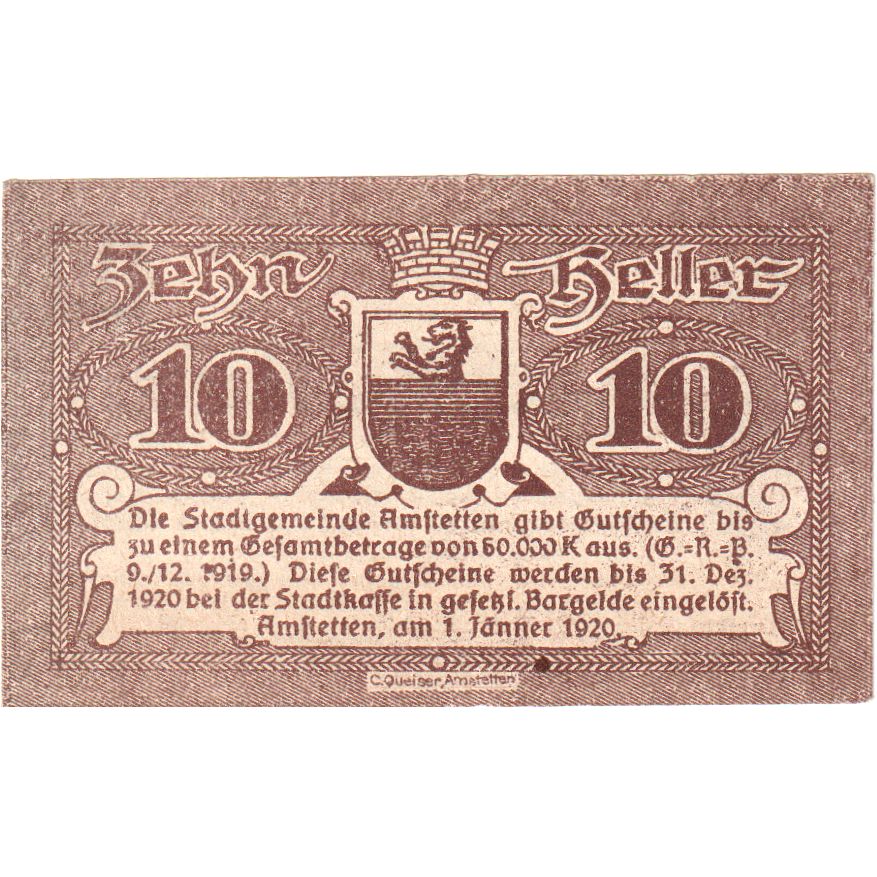 Zehn Heller
10 10
Die Stadtgemeinde Amstetten gibt Gutscheine bis
zu einem Gesamtbetrage von 60.000 K aus. (G.=R.=B.
9./12. 1919.) Diese Gutscheine werden bis 31. Dez.
1920 bei der Stadtkasse in gesetzl. Bargelde eingelöst.
Amstetten, am 1. Jänner 1920.
C. Queiser, Amstetten